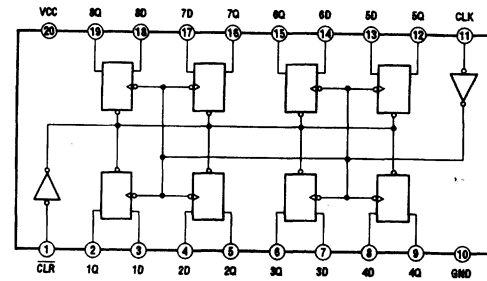 VCC 8Q 8D 7D 7Q 6Q 6D 5D 5Q CLK
20 19 18 17 16 15 14 13 12 11
1 2 3 4 5 6 7 8 9 10
CLR 1Q 1D 2D 2Q 3Q 3D 4D 4Q GND